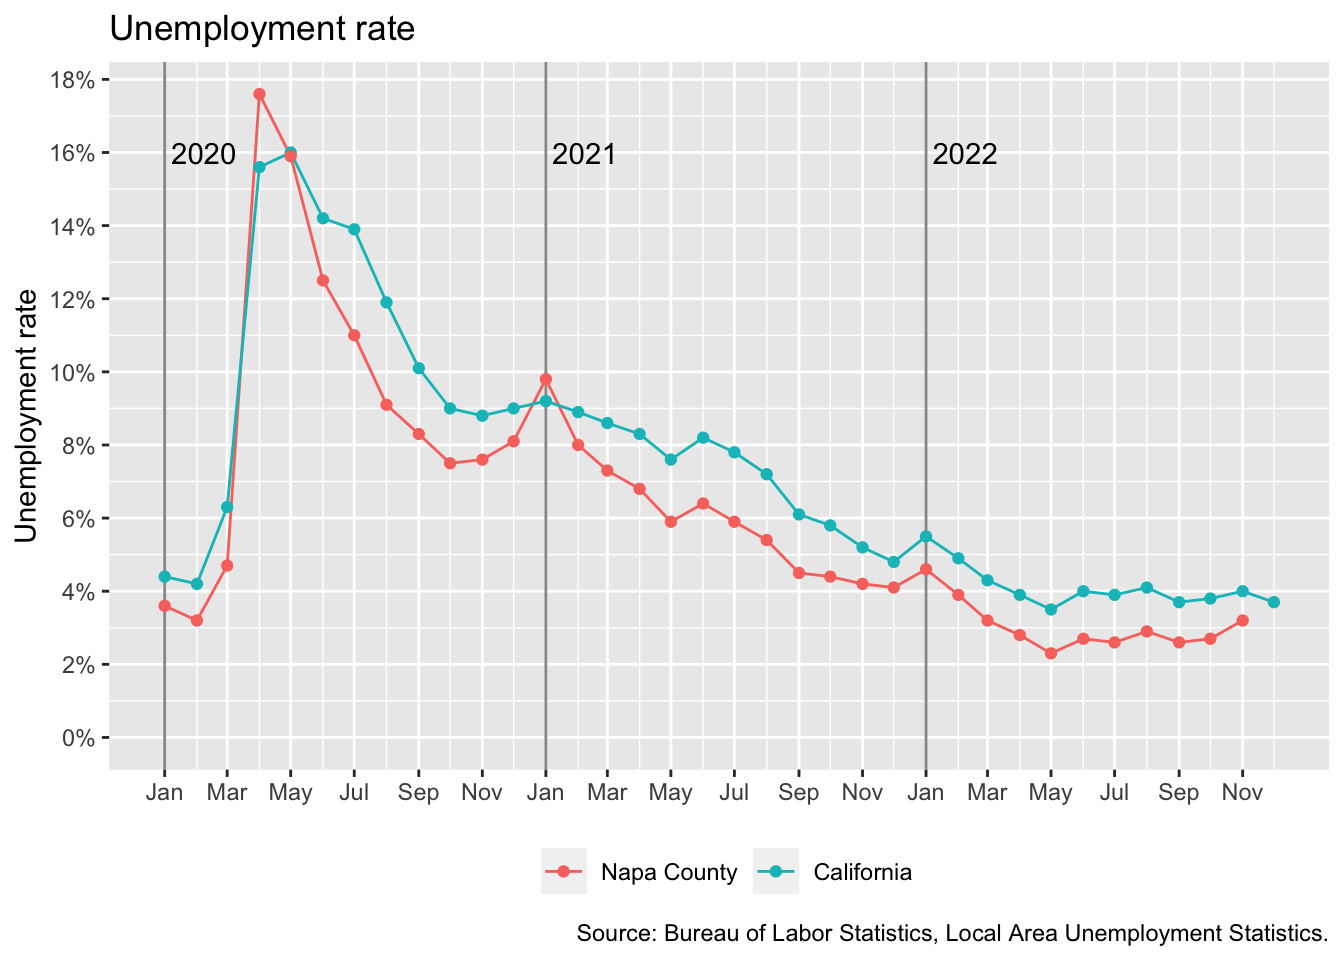 Unemployment rate
18%
16%
14%
12%
10%
8%
6%
4%
2%
0%
Unemployment rate
2020 2021 2022
Jan Mar May Jul Sep Nov Jan Mar May Jul Sep Nov Jan Mar May Jul Sep Nov
Napa County California
Source: Bureau of Labor Statistics, Local Area Unemployment Statistics.